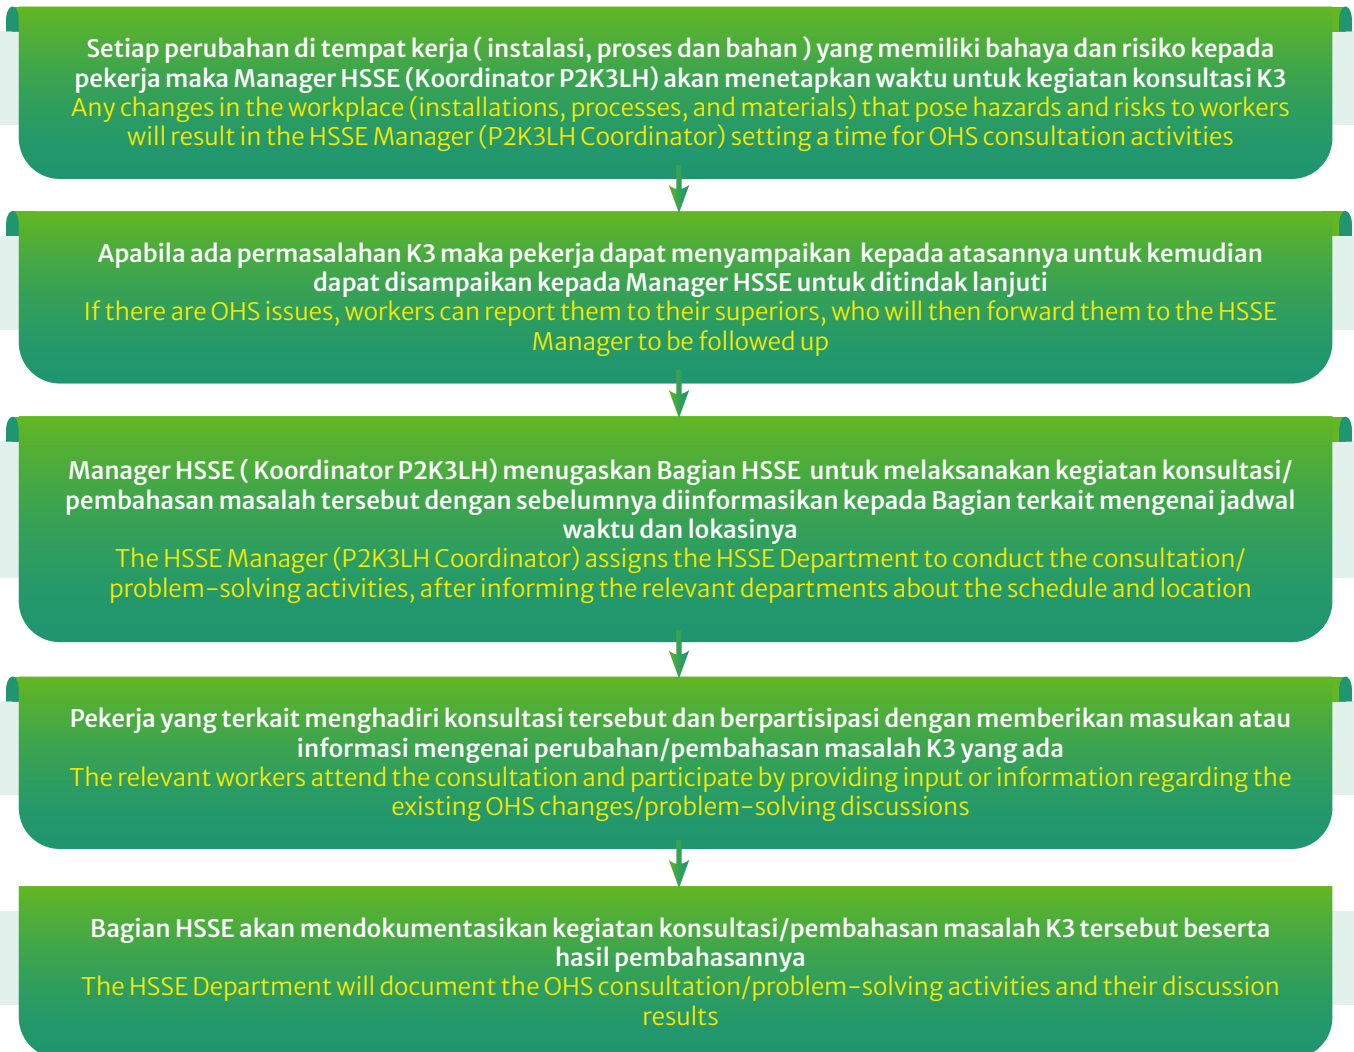 Setiap perubahan di tempat kerja ( instalasi, proses dan bahan ) yang memiliki bahaya dan risiko kepada
pekerja maka Manager HSSE (Koordinator P2K3LH) akan menetapkan waktu untuk kegiatan konsultasi K3
Any changes in the workplace (installations, processes, and materials) that pose hazards and risks to workers
will result in the HSSE Manager (P2K3LH Coordinator) setting a time for OHS consultation activities
Apabila ada permasalahan K3 maka pekerja dapat menyampaikan kepada atasannya untuk kemudian
dapat disampaikan kepada Manager HSSE untuk ditindak lanjuti
If there are OHS issues, workers can report them to their superiors, who will then forward them to the HSSE
Manager to be followed up
Manager HSSE ( Koordinator P2K3LH) menugaskan Bagian HSSE untuk melaksanakan kegiatan konsultasi/
pembahasan masalah tersebut dengan sebelumnya diinformasikan kepada Bagian terkait mengenai jadwal
waktu dan lokasinya
The HSSE Manager (P2K3LH Coordinator) assigns the HSSE Department to conduct the consultation/
problem-solving activities, after informing the relevant departments about the schedule and location
Pekerja yang terkait menghadiri konsultasi tersebut dan berpartisipasi dengan memberikan masukan atau
informasi mengenai perubahan/pembahasan masalah K3 yang ada
The relevant workers attend the consultation and participate by providing input or information regarding the
existing OHS changes/problem-solving discussions
Bagian HSSE akan mendokumentasikan kegiatan konsultasi/pembahasan masalah K3 tersebut beserta
hasil pembahasannya
The HSSE Department will document the OHS consultation/problem-solving activities and their discussion
results